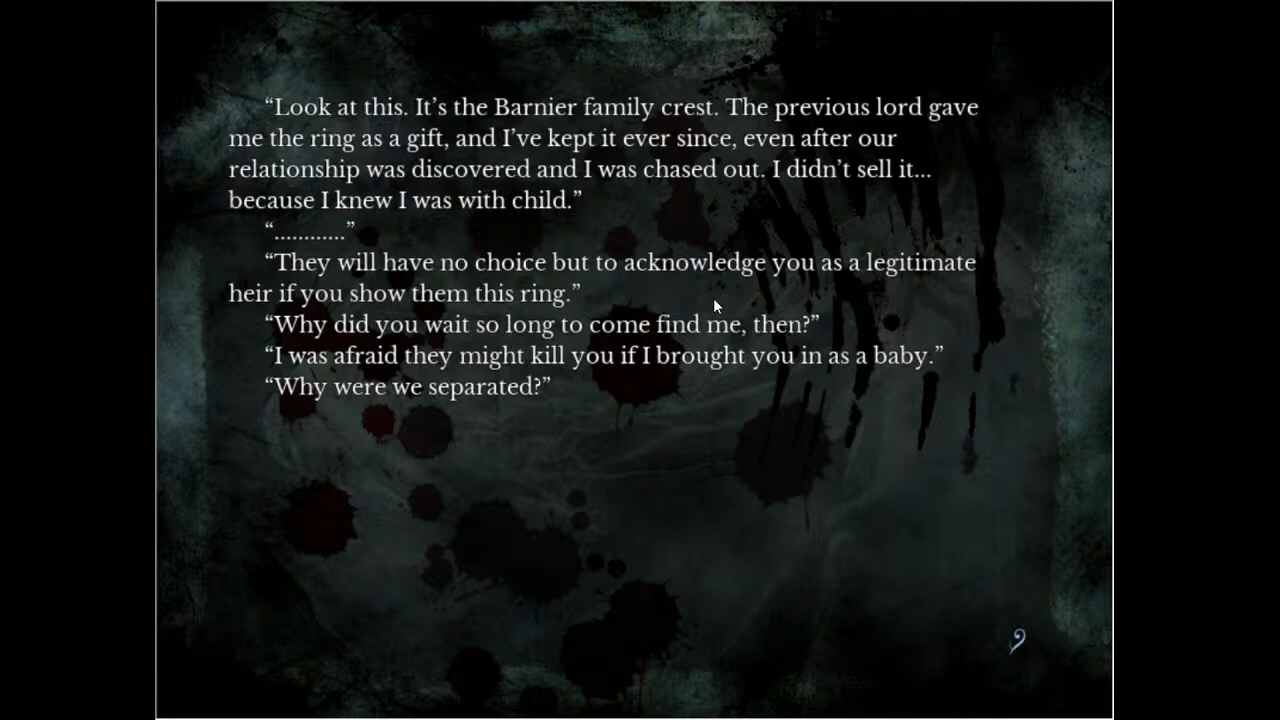 “Look at this. It’s the Barnier family crest. The previous lord gave
me the ring as a gift, and I’ve kept it ever since, even after our
relationship was discovered and I was chased out. I didn’t sell it...
because I knew I was with child.”
“............”
“They will have no choice but to acknowledge you as a legitimate
heir if you show them this ring.”
“Why did you wait so long to come find me, then?”
“I was afraid they might kill you if I brought you in as a baby.”
“Why were we separated?”